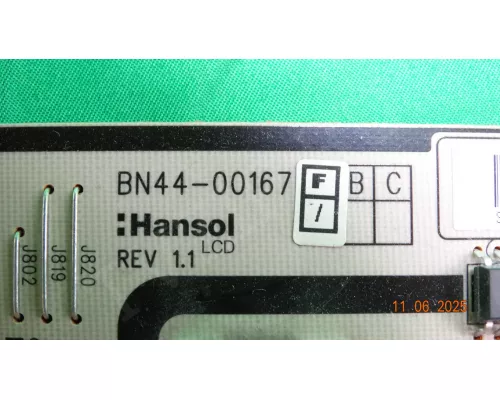 BN44-00167 F B C
/
Hansol
LCD
REV 1.1
J802
J819
J820
11 06 2025